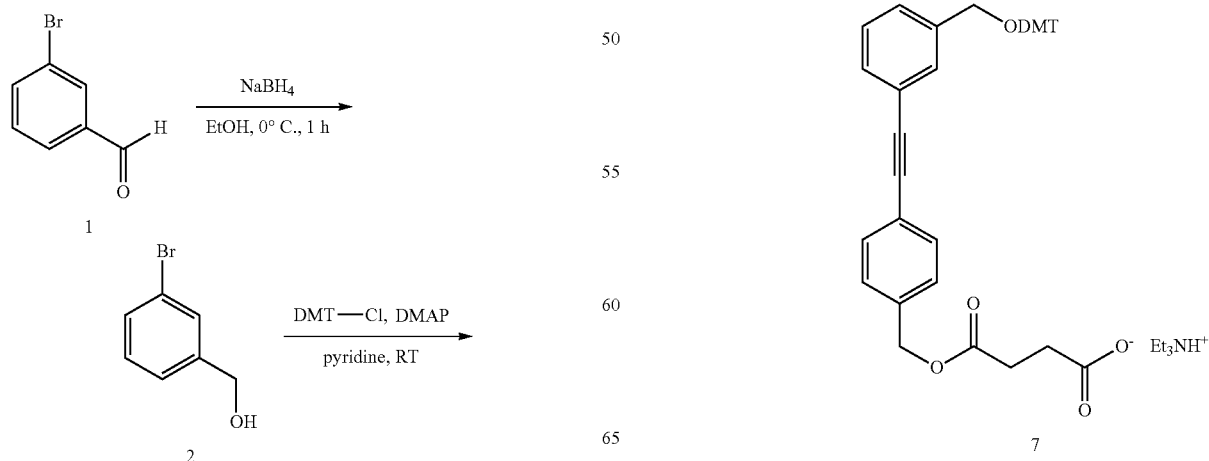 Br
NaBH4
EtOH, 0° C., 1 h
H
O
1
Br
DMT—Cl, DMAP
pyridine, RT
OH
2
50
55
60
65
ODMT
O
O
O- Et3NH+
O
7